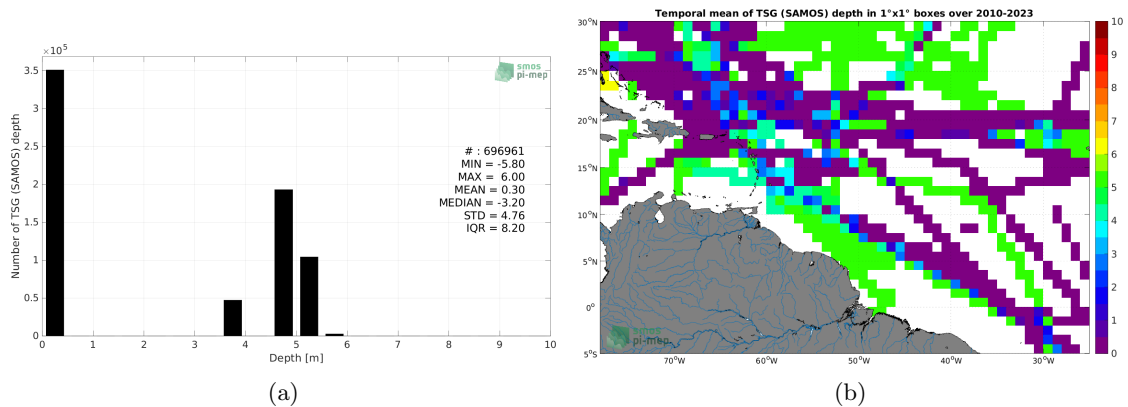 ×10⁵
3.5
3
2.5
2
1.5
1
0.5
0
Number of TSG (SAMOS) depth
0 1 2 3 4 5 6 7 8 9 10
Depth [m]
smos
pi-mep
# : 696961
MIN = -5.80
MAX = 6.00
MEAN = 0.30
MEDIAN = -3.20
STD = 4.76
IQR = 8.20
(a)
Temporal mean of TSG (SAMOS) depth in 1°x1° boxes over 2010-2023
30°N
25°N
20°N
15°N
10°N
5°N
0°
5°S
70°W 60°W 50°W 40°W 30°W
smos
pi-mep
10
9
8
7
6
5
4
3
2
1
0
(b)